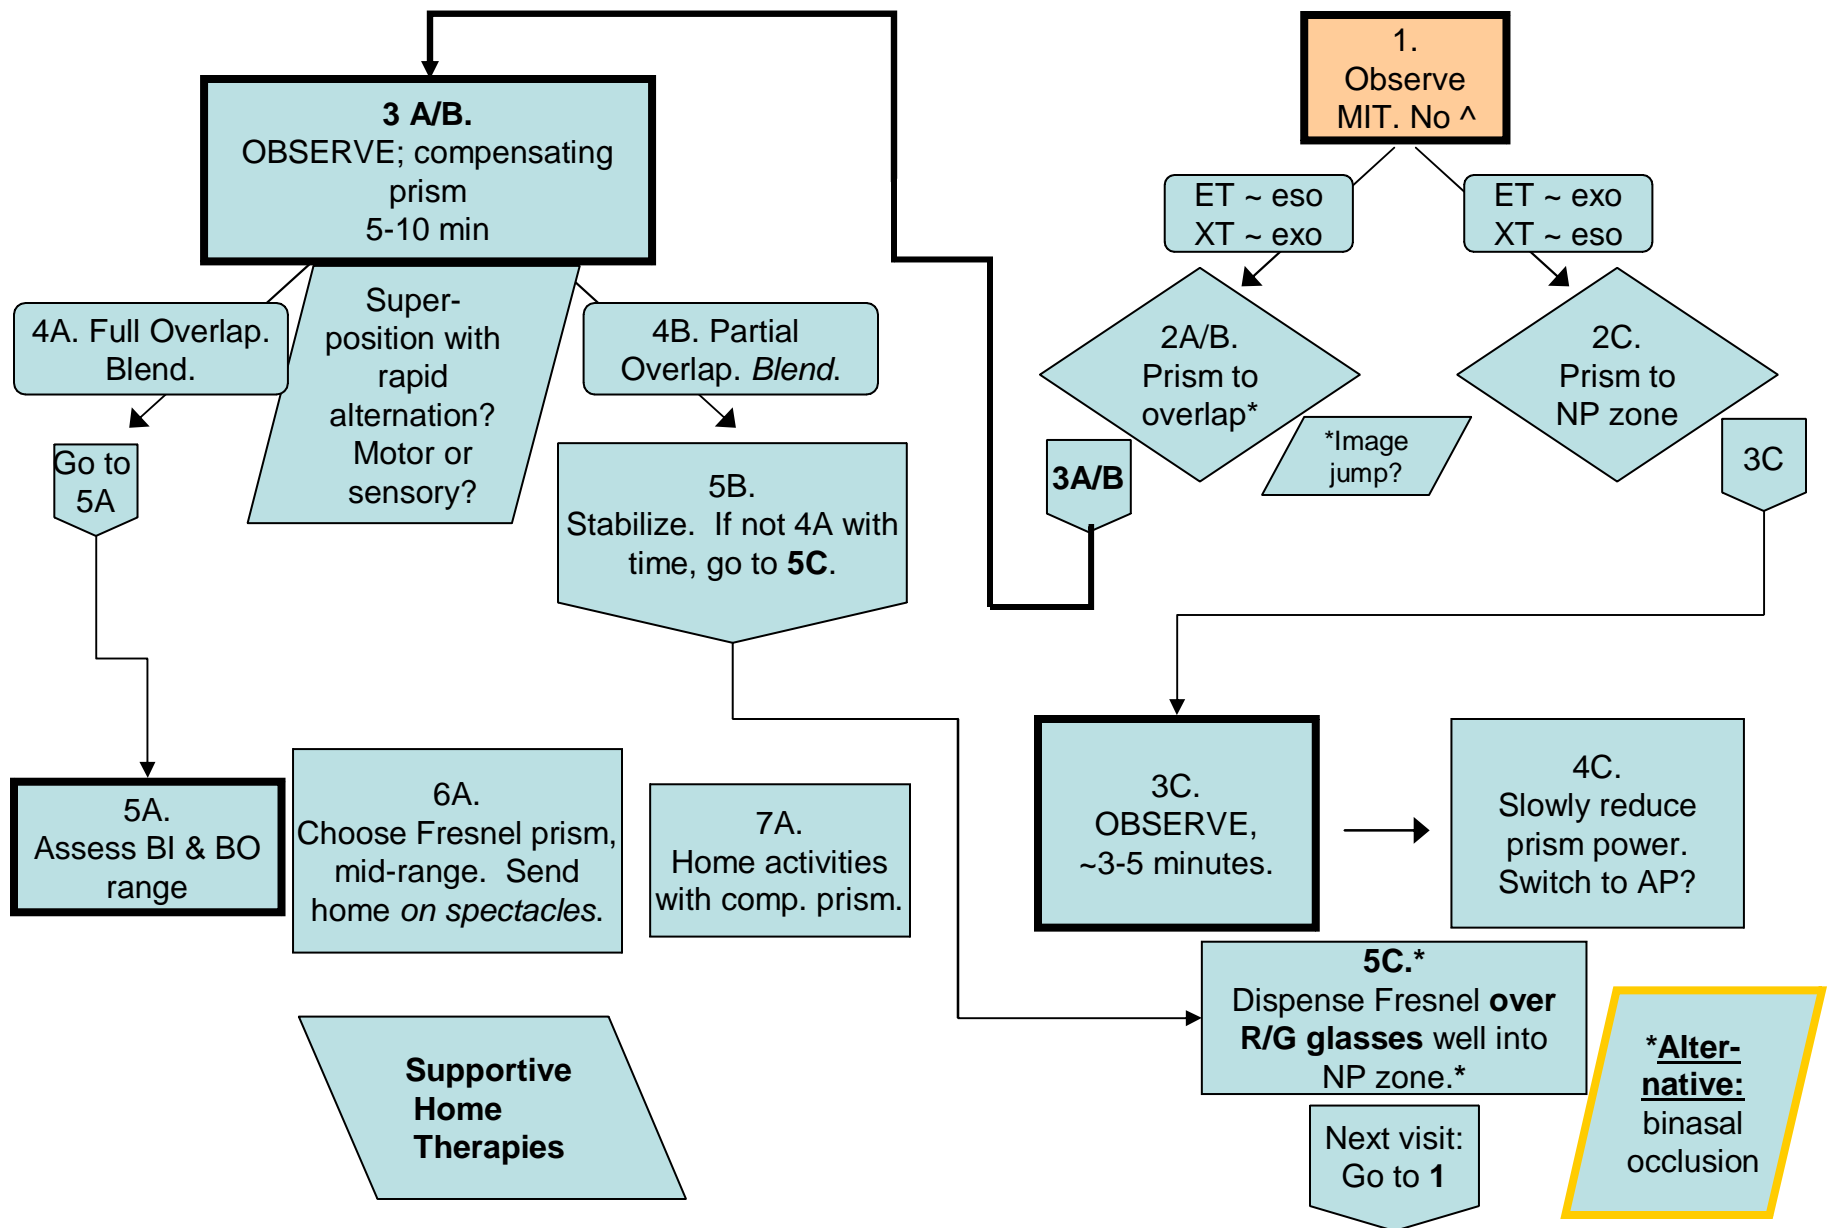 1.
Observe
MIT. No ^
ET ~ eso
XT ~ exo
ET ~ exo
XT ~ eso
2A/B.
Prism to
overlap*
*Image
jump?
2C.
Prism to
NP zone
3A/B
3C
3 A/B.
OBSERVE; compensating
prism
5-10 min
4A. Full Overlap.
Blend.
Super-
position with
rapid
alternation?
Motor or
sensory?
4B. Partial
Overlap. Blend.
Go to
5A
5B.
Stabilize. If not 4A with
time, go to 5C.
5A.
Assess BI & BO
range
6A.
Choose Fresnel prism,
mid-range. Send
home on spectacles.
7A.
Home activities
with comp. prism.
3C.
OBSERVE,
~3-5 minutes.
4C.
Slowly reduce
prism power.
Switch to AP?
5C.*
Dispense Fresnel over
R/G glasses well into
NP zone.*
*Alter-
native:
binasal
occlusion
Next visit:
Go to 1
Supportive
Home
Therapies